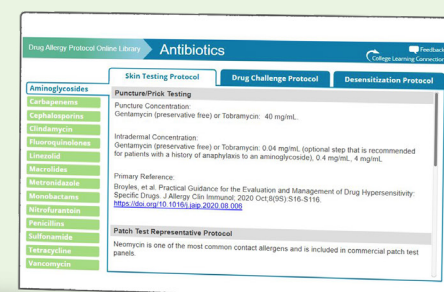 Drug Allergy Protocol Online Library
Antibiotics
Feedback
College Learning Connection
Skin Testing Protocol
Drug Challenge Protocol
Desensitization Protocol
Aminoglycosides
Carbapenems
Cephalosporins
Clindamycin
Fluoroquinolones
Linezolid
Macrolides
Metronidazole
Monobactams
Nitrofurantoin
Penicillins
Sulfonamide
Tetracycline
Vancomycin
Puncture/Prick Testing
Puncture Concentration:
Gentamycin (preservative free) or Tobramycin: 40 mg/mL.
Intradermal Concentration:
Gentamycin (preservative free) or Tobramycin: 0.04 mg/mL (optional step that is recommended
for patients with a history of anaphylaxis to an aminoglycoside), 0.4 mg/mL, 4 mg/mL
Primary Reference:
Broyles, et al. Practical Guidance for the Evaluation and Management of Drug Hypersensitivity:
Specific Drugs. J Allergy Clin Immunol; 2020 Oct;8(9S):S16-S116.
https://doi.org/10.1016/j.jaip.2020.08.006
Patch Test Representative Protocol
Neomycin is one of the most common contact allergens and is included in commercial patch test
panels.